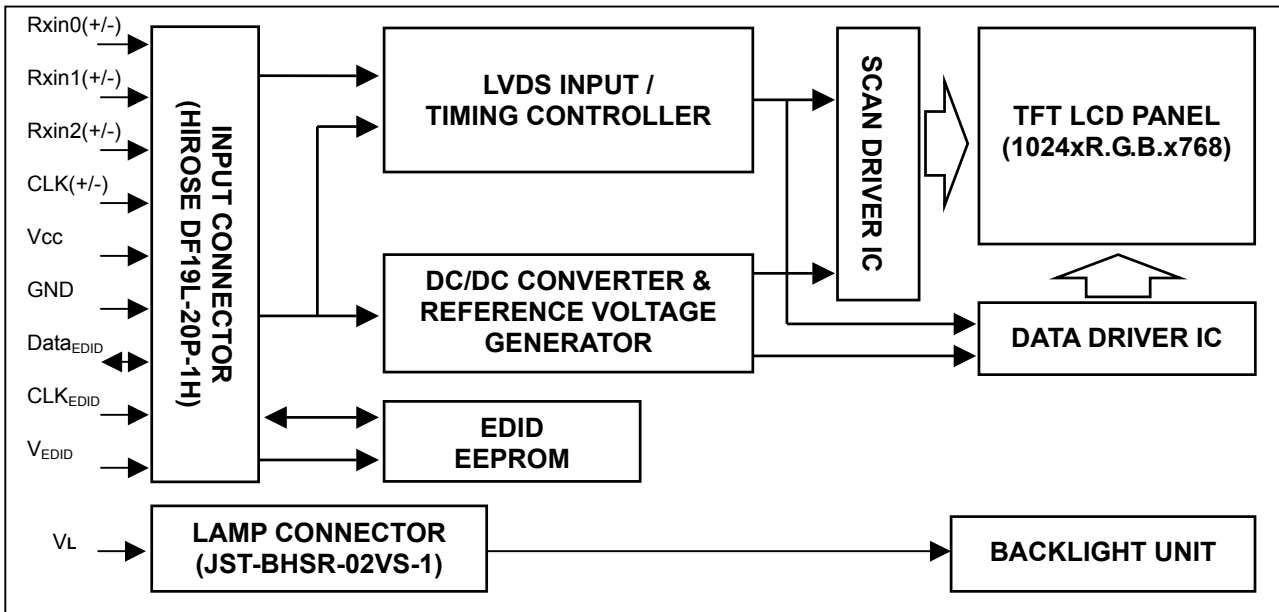 Rxin0(+/-)
Rxin1(+/-)
Rxin2(+/-)
CLK(+/-)
Vcc
GND
DataEDID
CLKEDID
VEDID
INPUT CONNECTOR
(HIROSE DF19L-20P-1H)
LVDS INPUT /
TIMING CONTROLLER
DC/DC CONVERTER &
REFERENCE VOLTAGE
GENERATOR
EDID
EEPROM
SCAN DRIVER IC
TFT LCD PANEL
(1024xR.G.B.x768)
DATA DRIVER IC
VL
LAMP CONNECTOR
(JST-BHSR-02VS-1)
BACKLIGHT UNIT